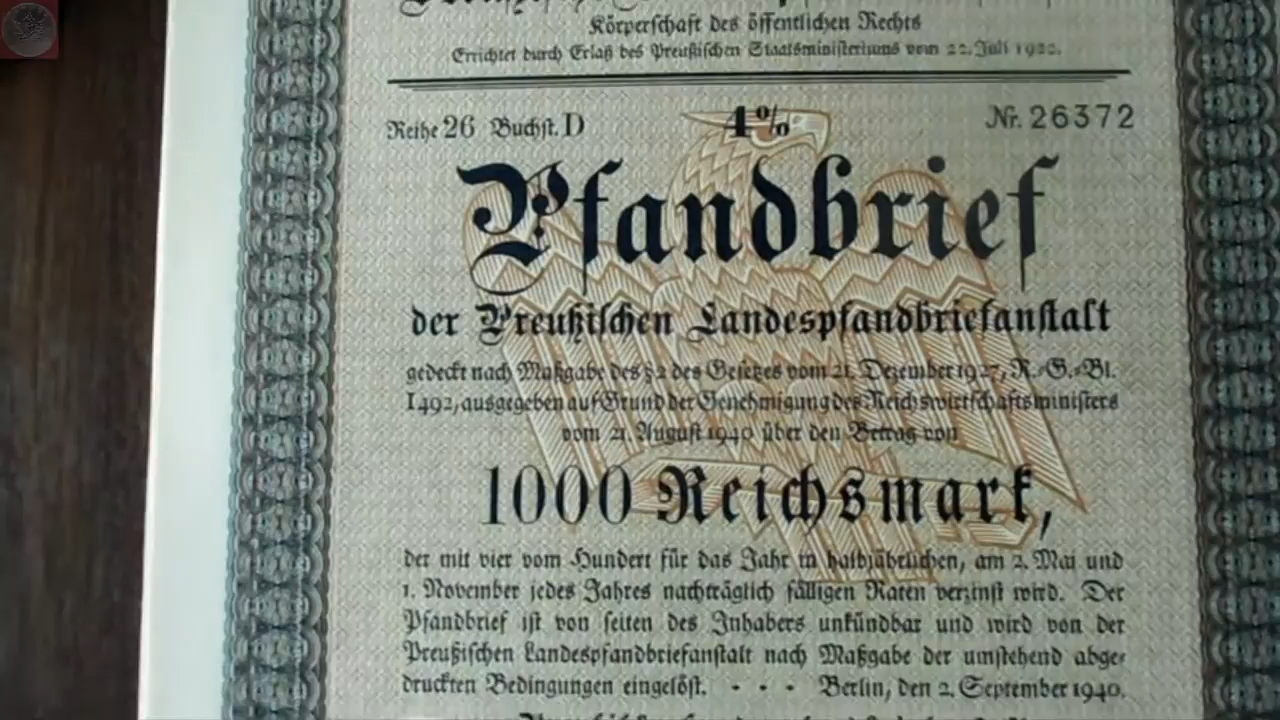 Körperschaft des öffentlichen Rechts
Errichtet durch Erlaß des Preußischen Staatsministeriums vom 22. Juli 1922.
Reihe 26 Buchst. D
4%
Nr. 26372
Pfandbrief
der Preußischen Landespfandbriefanstalt
gedeckt nach Maßgabe des § 2 des Gesetzes vom 21. Dezember 1927, R.-G.-Bl.
I 492, ausgegeben auf Grund der Genehmigung des Reichswirtschaftsministers
vom 21. August 1940 über den Betrag von
1000 Reichsmark,
der mit vier vom Hundert für das Jahr in halbjährlichen, am 2. Mai und
1. November jedes Jahres nachträglich fälligen Raten verzinst wird. Der
Pfandbrief ist von seiten des Inhabers unkündbar und wird von der
Preußischen Landespfandbriefanstalt nach Maßgabe der umstehend abge-
druckten Bedingungen eingelöst. - - - Berlin, den 2. September 1940.